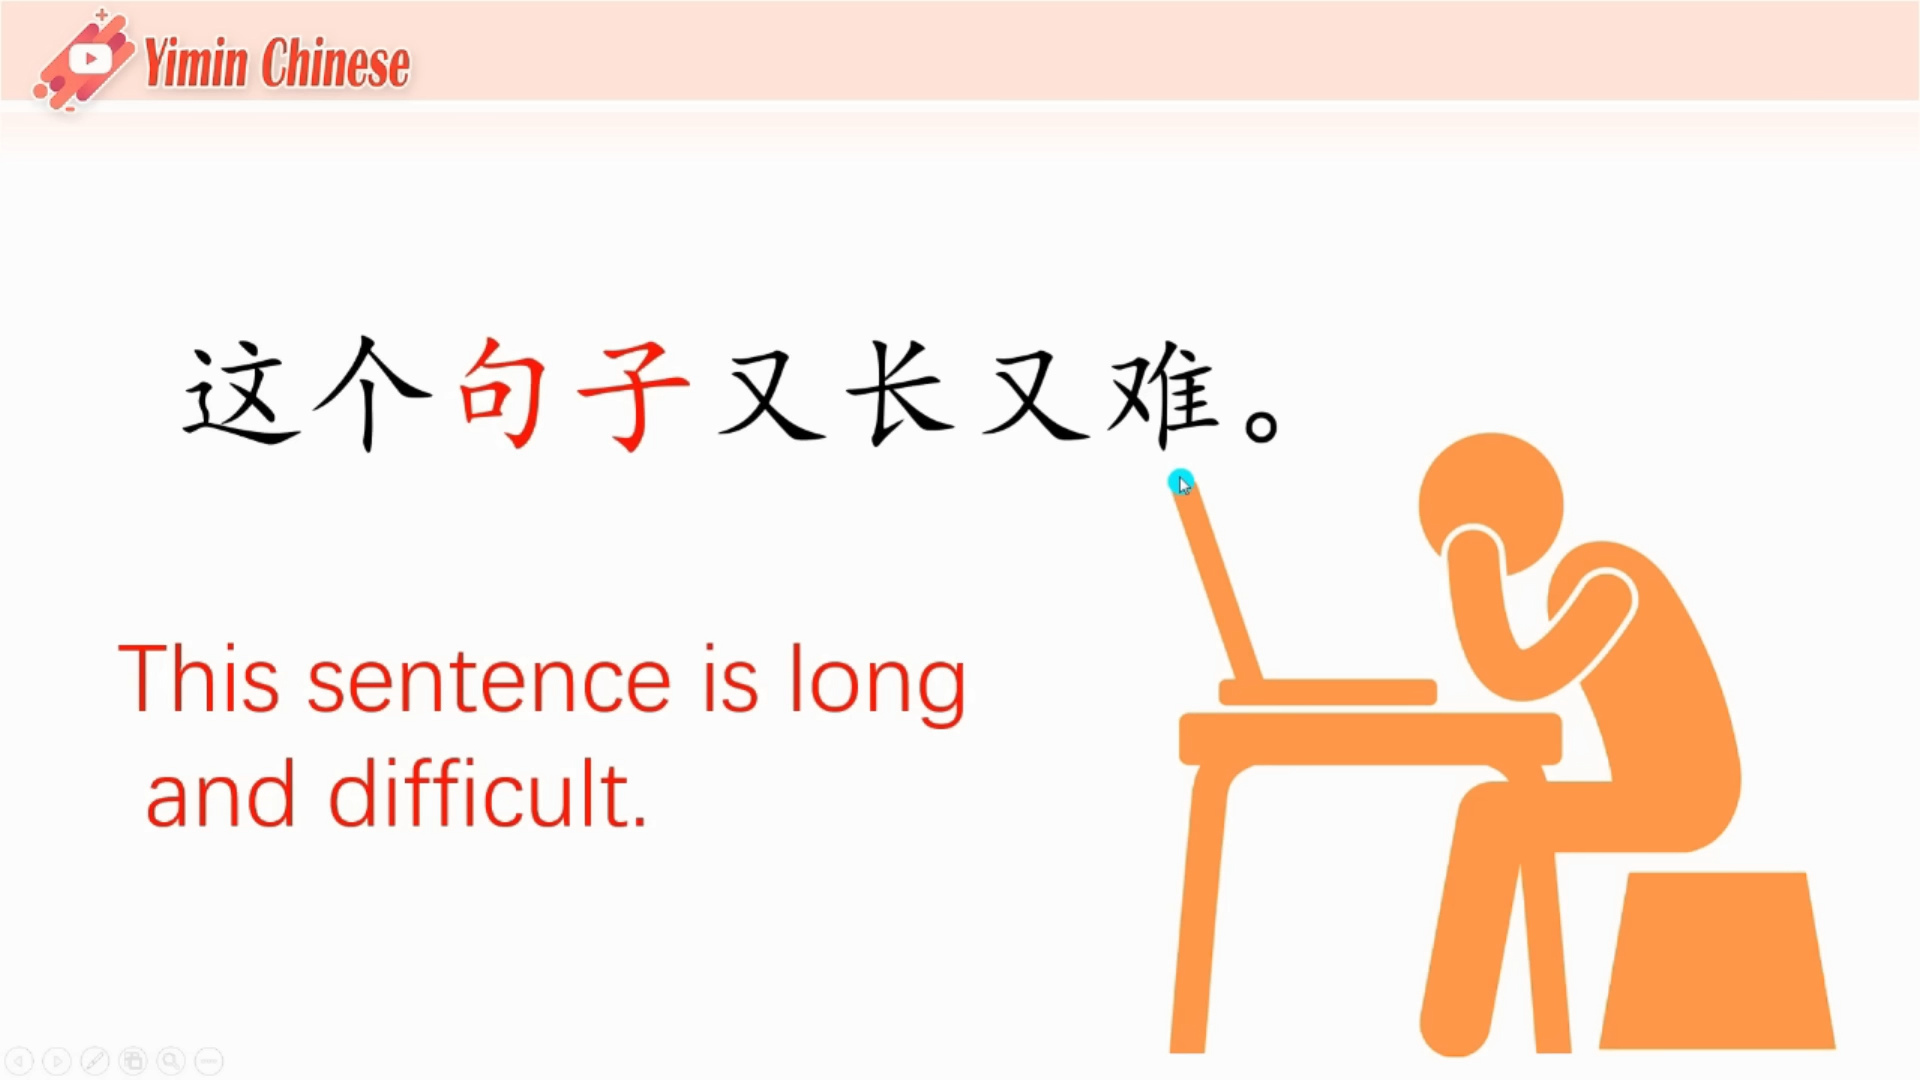 Yimin Chinese
这个句子又长又难。
This sentence is long
and difficult.